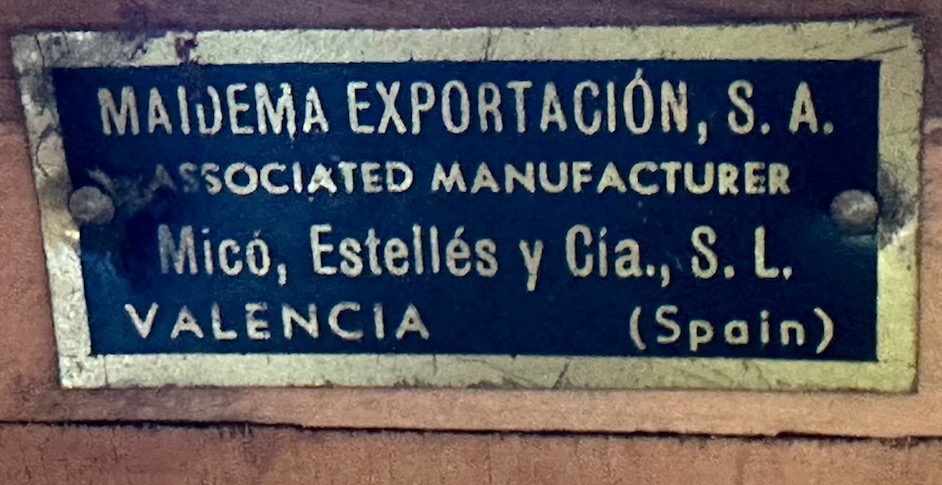 MAIDEMA EXPORTACIÓN, S. A.
ASSOCIATED MANUFACTURER
Micó, Estellés y Cía., S. L.
VALENCIA (Spain)